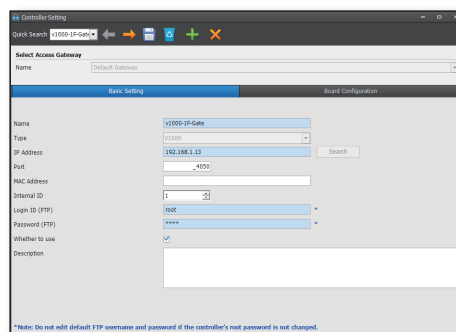 Controller Setting
Quick Search v1000-1F-Gate
Select Access Gateway
Name Default Gateway
Basic Setting Board Configuration
Name v1000-1F-Gate
Type V1000
IP Address 192.168.1.13 Search
Port _4050
MAC Address
Internal ID 1
Login ID (FTP) root *
Password (FTP) **** *
Whether to use
Description
*Note: Do not edit default FTP username and password if the controller's root password is not changed.